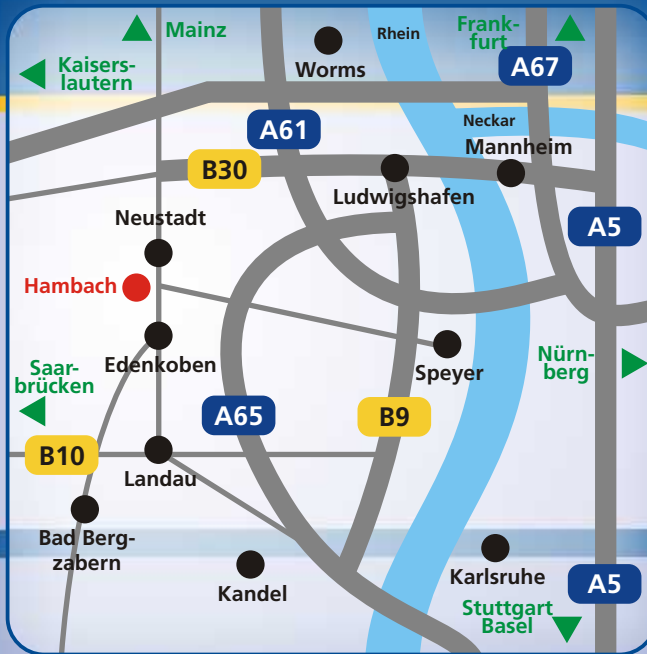 Mainz
Rhein
Frank-
furt
Kaisers-
lautern
Worms
A67
A61
Neckar
Mannheim
B30
Ludwigshafen
Neustadt
A5
Hambach
Edenkoben
Saar-
brücken
Speyer
Nürn-
berg
A65
B9
B10
Landau
Bad Berg-
zabern
Kandel
Karlsruhe
A5
Stuttgart
Basel